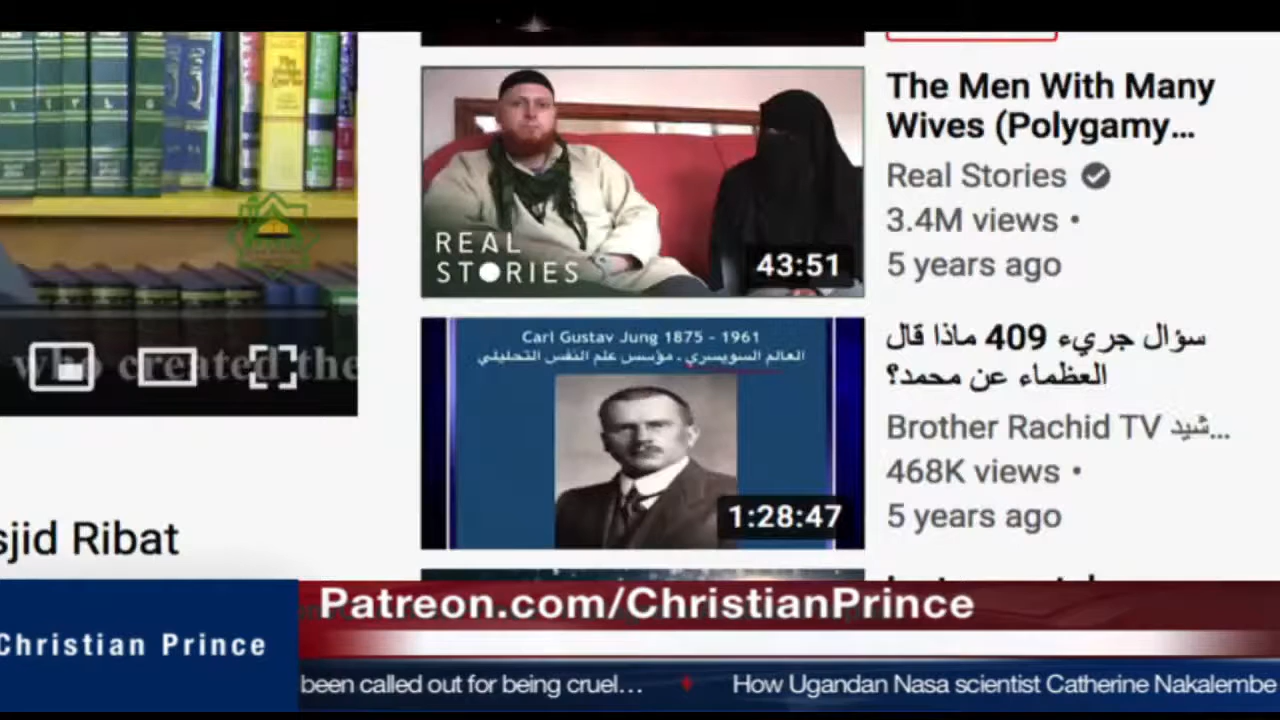 The Men With Many
Wives (Polygamy...
Real Stories
3.4M views •
5 years ago
REAL
STORIES
43:51
Carl Gustav Jung 1875 - 1961
العالم السويسري - مؤسس علم النفس التحليلي
1:28:47
سؤال جريء 409 ماذا قال
العظماء عن محمد؟
Brother Rachid TV شيد...
468K views •
5 years ago
who created the
sjid Ribat
Patreon.com/ChristianPrince
Christian Prince
been called out for being cruel... ♦ How Ugandan Nasa scientist Catherine Nakalembe